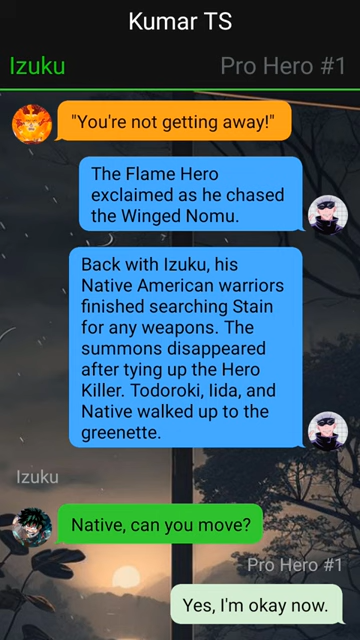 Kumar TS
Izuku
Pro Hero #1
"You're not getting away!"
The Flame Hero
exclaimed as he chased
the Winged Nomu.
Back with Izuku, his
Native American warriors
finished searching Stain
for any weapons. The
summons disappeared
after tying up the Hero
Killer. Todoroki, Iida, and
Native walked up to the
greenette.
Izuku
Native, can you move?
Pro Hero #1
Yes, I'm okay now.